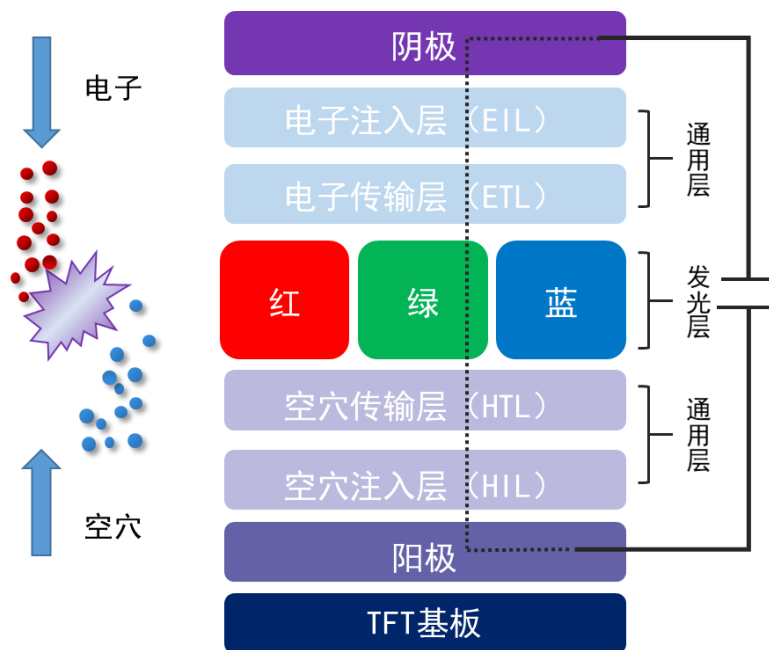 阴极
电子
电子注入层（EIL）
通用层
电子传输层（ETL）
红
绿
蓝
发光层
空穴传输层（HTL）
通用层
空穴注入层（HIL）
空穴
阳极
TFT基板